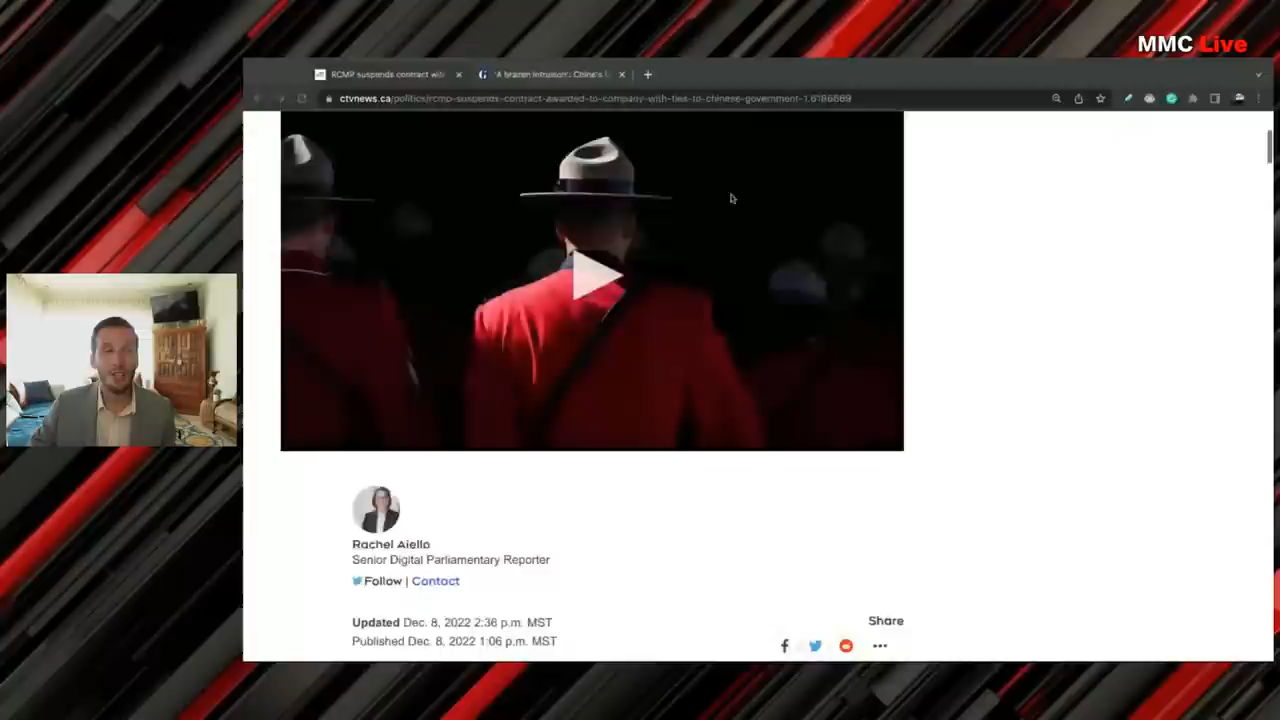 MMC Live
RCMP suspends contract with
'A brazen intrusion': China's
ctvnews.ca/politics/rcmp-suspends-contract-awarded-to-company-with-ties-to-chinese-government-1.6186869
Rachel Aiello
Senior Digital Parliamentary Reporter
Follow | Contact
Updated Dec. 8, 2022 2:36 p.m. MST
Published Dec. 8, 2022 1:06 p.m. MST
Share